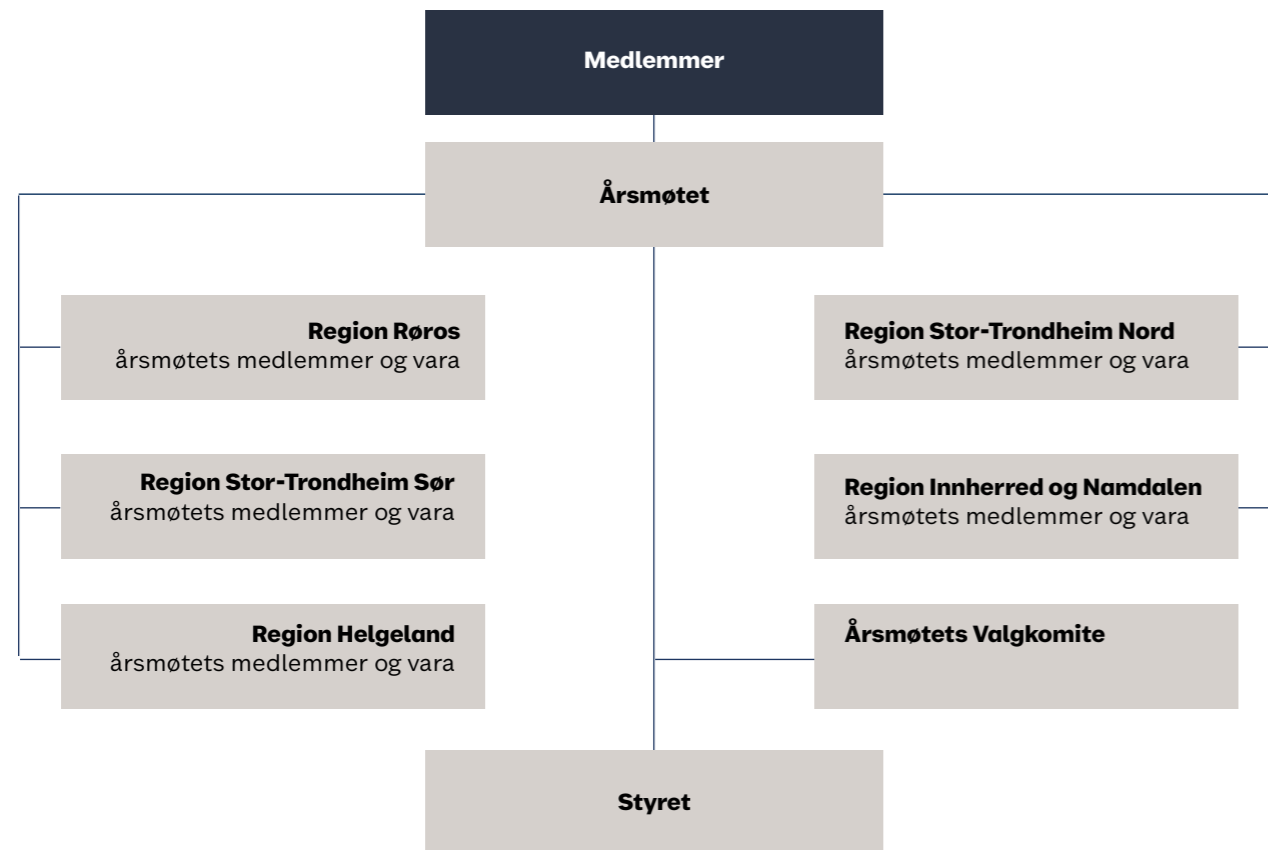 Medlemmer
Årsmøtet
Region Røros
årsmøtets medlemmer og vara
Region Stor-Trondheim Sør
årsmøtets medlemmer og vara
Region Helgeland
årsmøtets medlemmer og vara
Region Stor-Trondheim Nord
årsmøtets medlemmer og vara
Region Innherred og Namdalen
årsmøtets medlemmer og vara
Årsmøtets Valgkomite
Styret